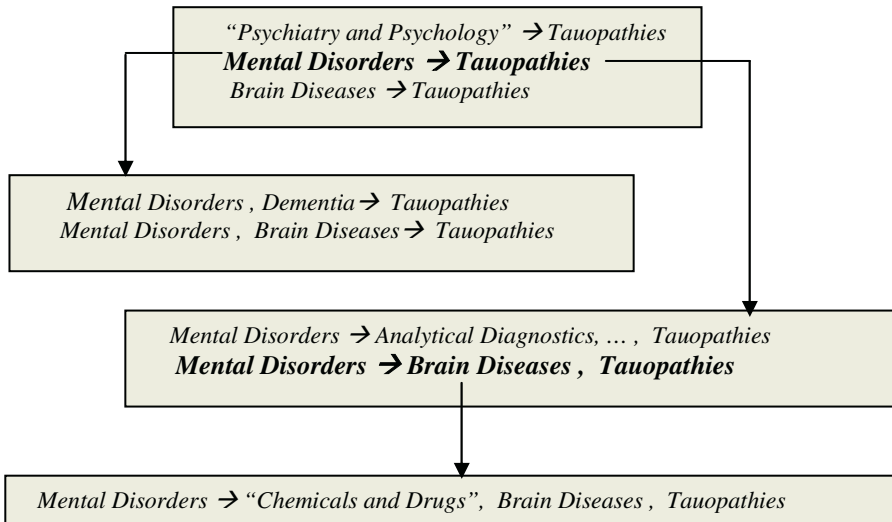 “Psychiatry and Psychology” → Tauopathies
Mental Disorders → Tauopathies
Brain Diseases → Tauopathies
Mental Disorders , Dementia → Tauopathies
Mental Disorders , Brain Diseases → Tauopathies
Mental Disorders → Analytical Diagnostics, … , Tauopathies
Mental Disorders → Brain Diseases , Tauopathies
Mental Disorders → “Chemicals and Drugs”, Brain Diseases , Tauopathies